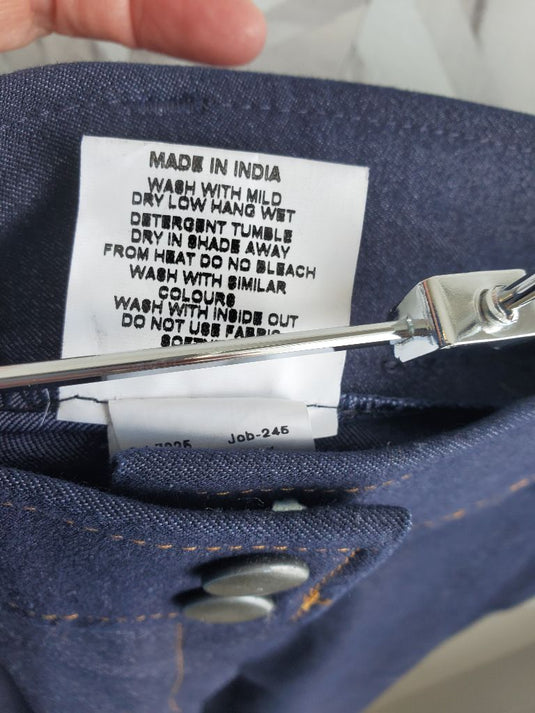 MADE IN INDIA
WASH WITH MILD
DRY LOW HANG WET
DETERGENT TUMBLE
DRY IN SHADE AWAY
FROM HEAT DO NO BLEACH
WASH WITH SIMILAR
COLOURS
WASH WITH INSIDE OUT
DO NOT USE FABRIC
Job-245